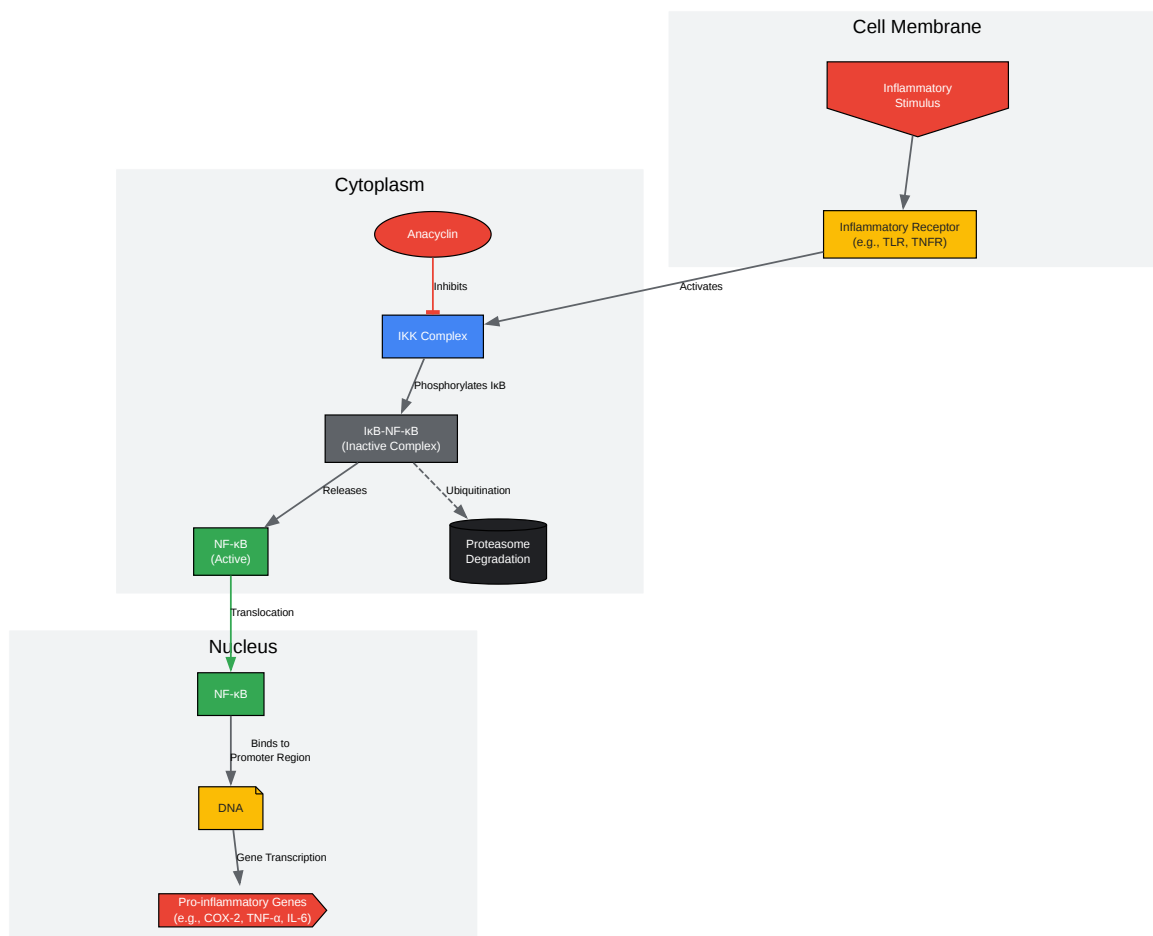 Cell Membrane
Inflammatory
Stimulus
Inflammatory Receptor
(e.g., TLR, TNFR)
Activates
Cytoplasm
Anacyclin
Inhibits
IKK Complex
Phosphorylates IκB
IκB-NF-κB
(Inactive Complex)
Releases
Ubiquitination
NF-κB
(Active)
Proteasome
Degradation
Translocation
Nucleus
NF-κB
Binds to
Promoter Region
DNA
Gene Transcription
Pro-inflammatory Genes
(e.g., COX-2, TNF-α, IL-6)